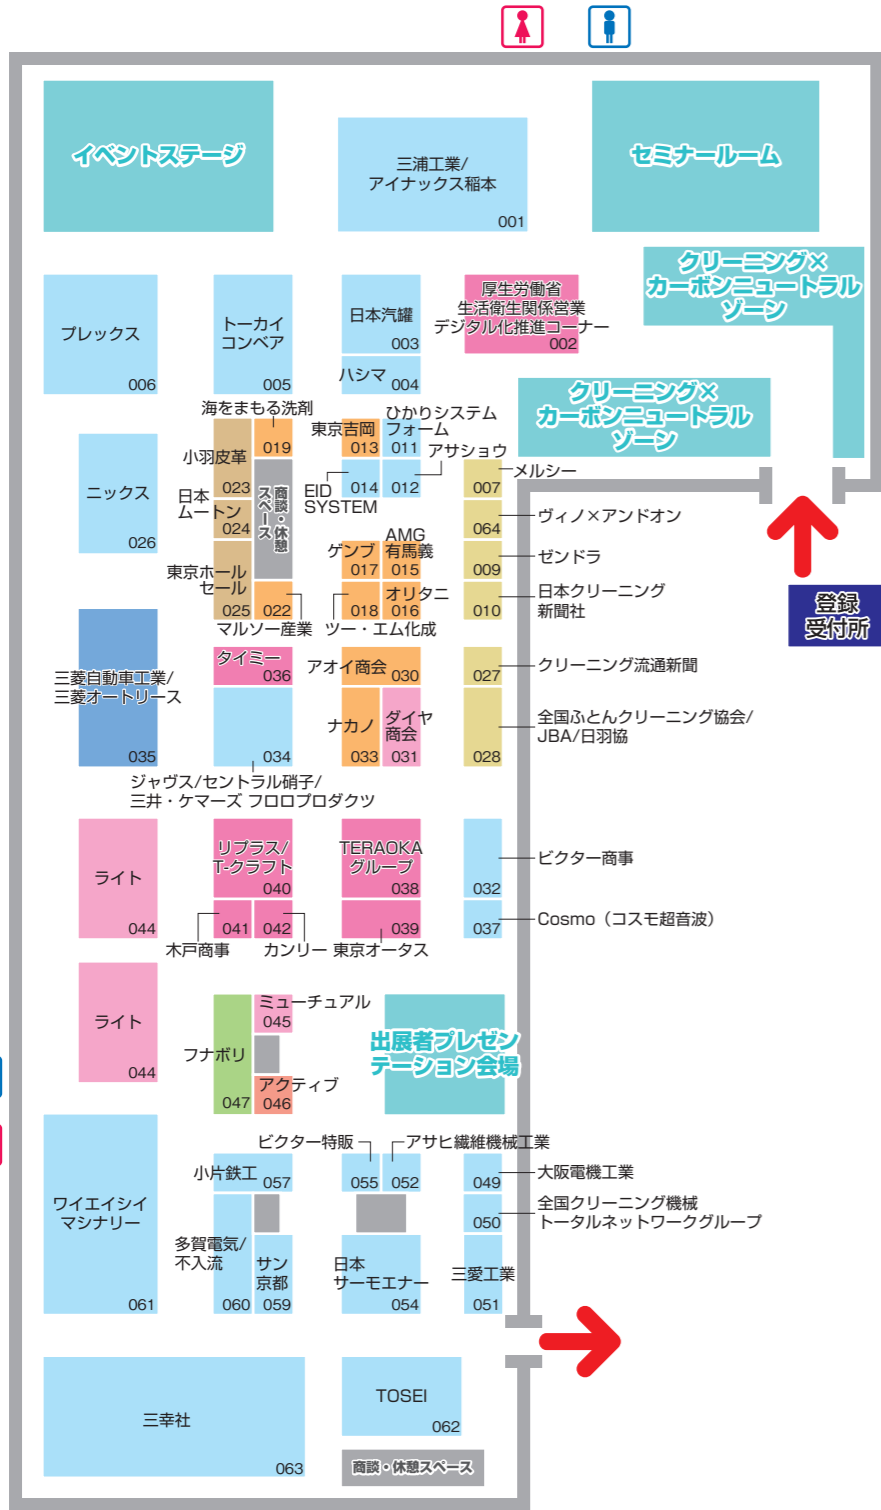 イベントステージ
三浦工業/
アイナックス稲本
001
セミナールーム
クリーニング×
カーボンニュートラル
ゾーン
プレックス
006
トーカイ
コンベア
005
日本汽罐
003
ハシマ 004
厚生労働省
生活衛生関係営業
デジタル化推進コーナー
002
クリーニング×
カーボンニュートラル
ゾーン
海をまもる洗剤
019
小羽皮革
023
日本
ムートン
024
東京ホール
セール
025
商談・休憩
スペース
022
マルソー産業
東京吉岡
013
ひかりシステム
フォーム
011
アサショウ
014
012
EID
SYSTEM
ニックス
026
メルシー
007
ヴィノ×アンドオン
064
ゼンドラ
009
日本クリーニング
新聞社
010
ゲンブ
017
AMG
有馬義
015
018
オリタニ
016
ツー・エム化成
登録
受付所
三菱自動車工業/
三菱オートリース
035
タイミー
036
034
ジャヴス/セントラル硝子/
三井・ケマーズ フロロプロダクツ
アオイ商会
030
ナカノ
033
ダイヤ
商会
031
クリーニング流通新聞
027
全国ふとんクリーニング協会/
JBA/日羽協
028
ライト
044
リプラス/
T-クラフト
040
041
042
木戸商事
カンリー
TERAOKA
グループ
038
039
東京オータス
ビクター商事
032
Cosmo（コスモ超音波）
037
ライト
044
フナボリ
047
ミューチュアル
045
アクティブ
046
出展者プレゼン
テーション会場
ワイエイシイ
マシナリー
061
小片鉄工
057
多賀電気/
不入流
060
サン
京都
059
ビクター特販
055
アサヒ繊維機械工業
052
日本
サーモエナー
054
大阪電機工業
049
全国クリーニング機械
トータルネットワークグループ
050
三愛工業
051
三幸社
063
TOSEI
062
商談・休憩スペース